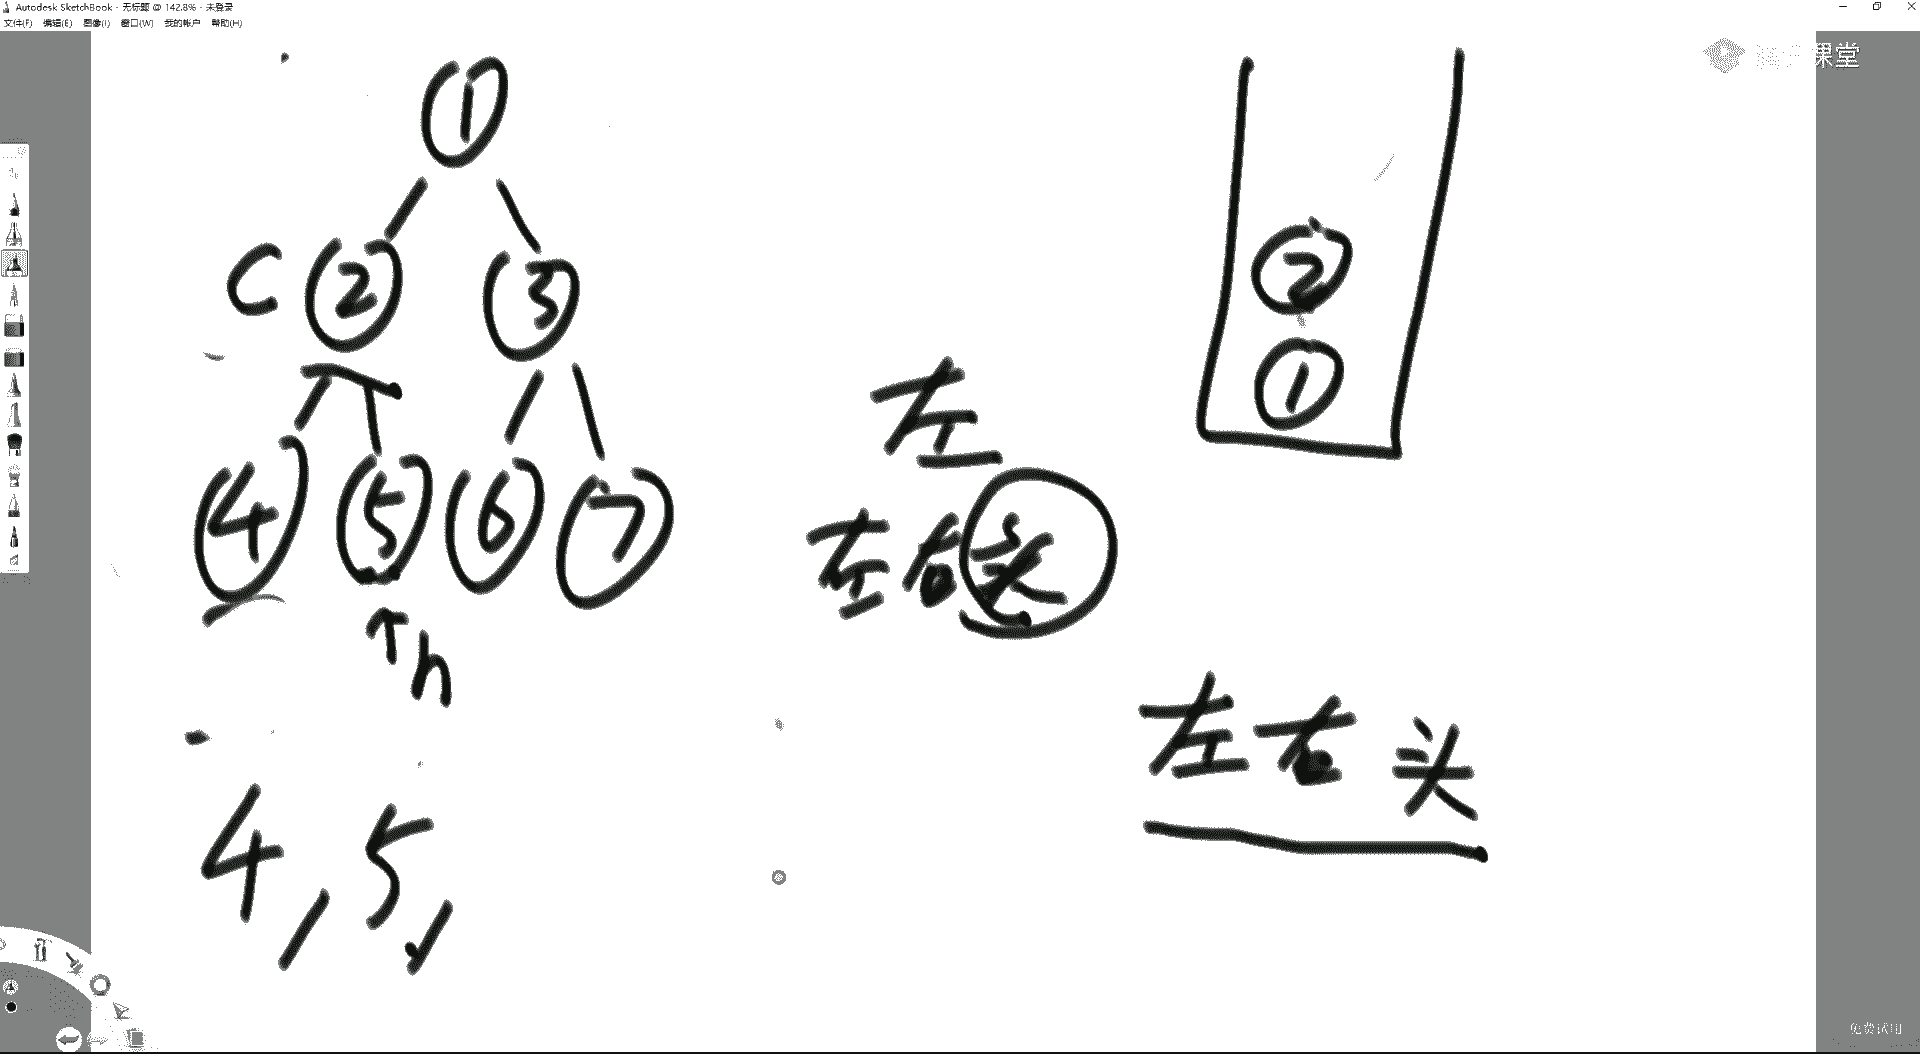 Autodesk SketchBook - 无标题 @ 142.8% - 未登录
文件(F) 编辑(E) 图像(I) 窗口(W) 我的帐户 帮助(H)
课堂
1
C 2 3
4 5 6 7
h
4, 5,
左
左右头
2
1
左右头
免费试用